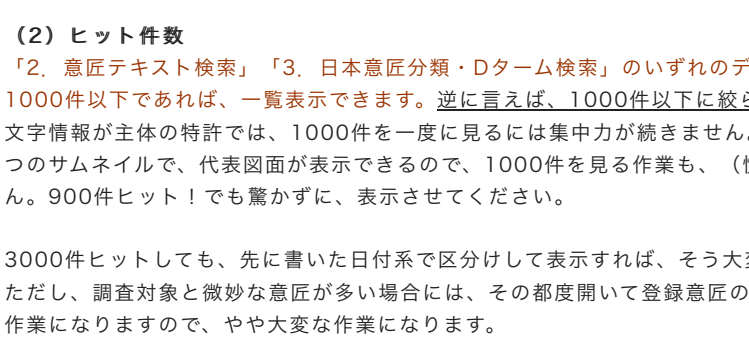 （2）ヒット件数
「2．意匠テキスト検索」「3．日本意匠分類・Dターム検索」のいずれのデ
1000件以下であれば、一覧表示できます。逆に言えば、1000件以下に絞
文字情報が主体の特許では、1000件を一度に見るには集中力が続きません。
つのサムネイルで、代表図面が表示できるので、1000件を見る作業も、（
ん。900件ヒット！でも驚かずに、表示させてください。
3000件ヒットしても、先に書いた日付系で区分けして表示すれば、そう大
ただし、調査対象と微妙な意匠が多い場合には、その都度開いて登録意匠の
作業になりますので、やや大変な作業になります。